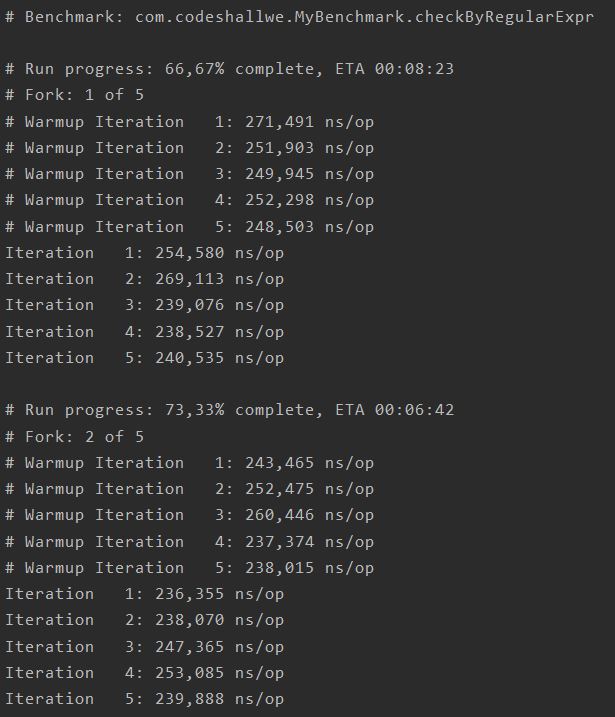 # Benchmark: com.codeshallwe.MyBenchmark.checkByRegularExpr
# Run progress: 66,67% complete, ETA 00:08:23
# Fork: 1 of 5
# Warmup Iteration   1: 271,491 ns/op
# Warmup Iteration   2: 251,903 ns/op
# Warmup Iteration   3: 249,945 ns/op
# Warmup Iteration   4: 252,298 ns/op
# Warmup Iteration   5: 248,503 ns/op
Iteration   1: 254,580 ns/op
Iteration   2: 269,113 ns/op
Iteration   3: 239,076 ns/op
Iteration   4: 238,527 ns/op
Iteration   5: 240,535 ns/op
# Run progress: 73,33% complete, ETA 00:06:42
# Fork: 2 of 5
# Warmup Iteration   1: 243,465 ns/op
# Warmup Iteration   2: 252,475 ns/op
# Warmup Iteration   3: 260,446 ns/op
# Warmup Iteration   4: 237,374 ns/op
# Warmup Iteration   5: 238,015 ns/op
Iteration   1: 236,355 ns/op
Iteration   2: 238,070 ns/op
Iteration   3: 247,365 ns/op
Iteration   4: 253,085 ns/op
Iteration   5: 239,888 ns/op